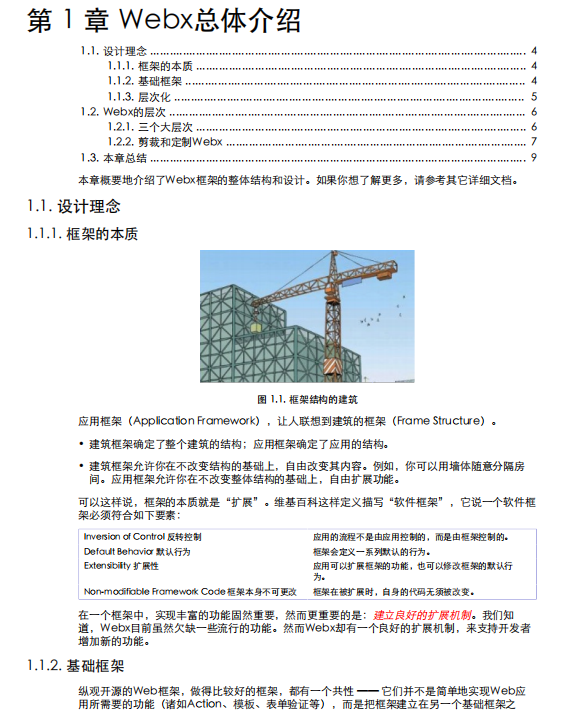 第 1 章 Webx总体介绍
1.1. 设计理念 ........................................................................ 4
1.1.1. 框架的本质 ........................................................................ 4
1.1.2. 基础框架 ........................................................................ 4
1.1.3. 层次化 ........................................................................ 5
1.2. Webx的层次 ........................................................................ 6
1.2.1. 三个大层次 ........................................................................ 6
1.2.2. 剪裁和定制Webx ........................................................................ 7
1.3. 本章总结 ........................................................................ 9
本章概要地介绍了Webx框架的整体结构和设计。如果你想了解更多，请参考其它详细文档。
1.1. 设计理念
1.1.1. 框架的本质
图 1.1. 框架结构的建筑
应用框架（Application Framework），让人联想到建筑的框架（Frame Structure）。
• 建筑框架确定了整个建筑的结构；应用框架确定了应用的结构。
• 建筑框架允许你在不改变结构的基础上，自由改变其内容。例如，你可以用墙体随意分隔房
间。应用框架允许你在不改变整体结构的基础上，自由扩展功能。
可以这样说，框架的本质就是“扩展”。维基百科这样定义描写“软件框架”，它说一个软件框
架必须符合如下要素：
Inversion of Control 反转控制 应用的流程不是由应用控制的，而是由框架控制的。
Default Behavior 默认行为 框架会定义一系列默认的行为。
Extensibility 扩展性 应用可以扩展框架的功能，也可以修改框架的默认行
为。
Non-modifiable Framework Code 框架本身不可更改 框架在被扩展时，自身的代码无须被改变。
在一个框架中，实现丰富的功能固然重要，然而更重要的是：建立良好的扩展机制。我们知
道，Webx目前虽然欠缺一些流行的功能。然而Webx却有一个良好的扩展机制，来支持开发者
增加新的功能。
1.1.2. 基础框架
纵观开源的Web框架，做得比较好的框架，都有一个共性 —— 它们并不是简单地实现Web应
用所需要的功能（诸如Action、模板、表单验证等），而是把框架建立在另一个基础框架之